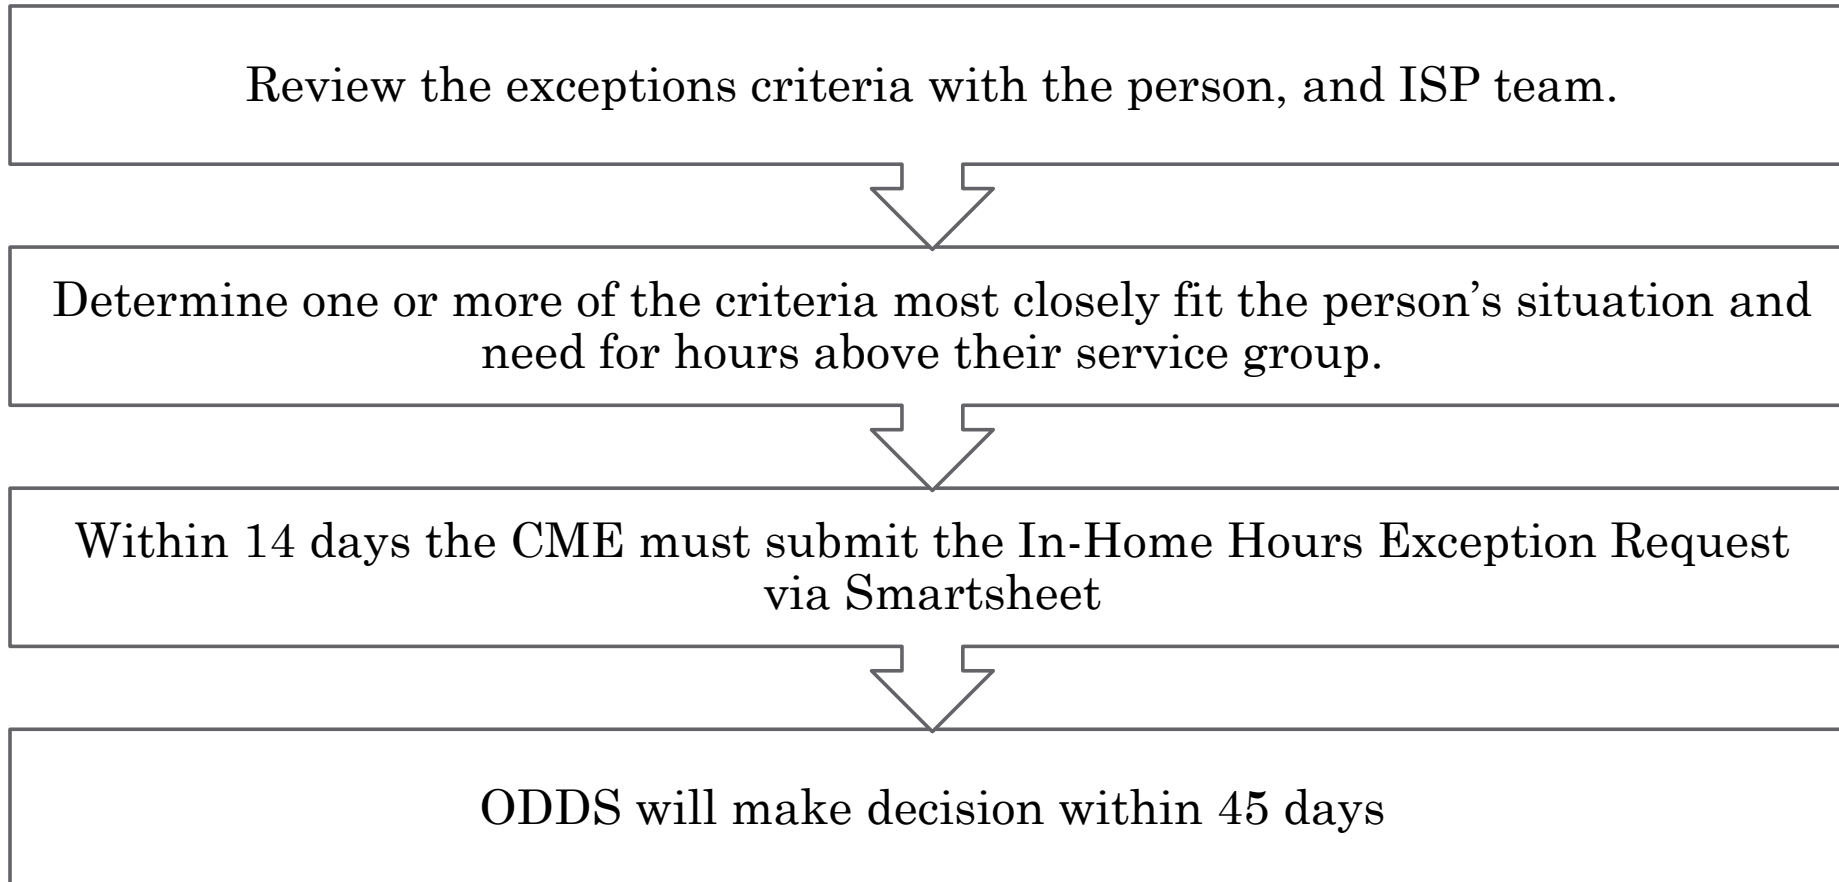 Review the exceptions criteria with the person, and ISP team.
Determine one or more of the criteria most closely fit the person’s situation and
need for hours above their service group.
Within 14 days the CME must submit the In-Home Hours Exception Request
via Smartsheet
ODDS will make decision within 45 days